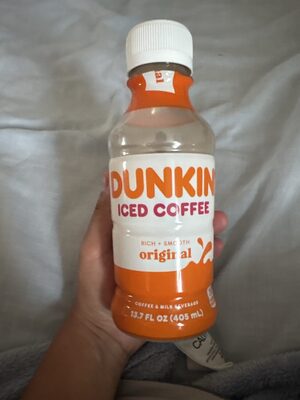 DUNKIN
ICED COFFEE
RICH + SMOOTH
original
COFFEE & MILK BEVERAGE
13.7 FL OZ (405 mL)